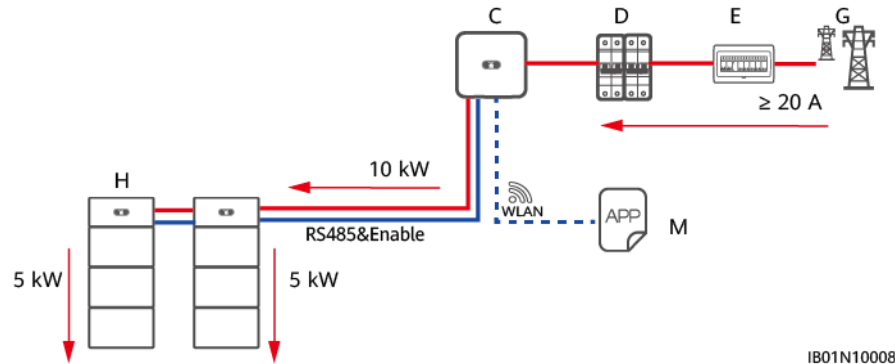 C
D
E
G
≥ 20 A
10 kW
H
WLAN
APP
M
RS485&Enable
5 kW
5 kW
IB01N10008